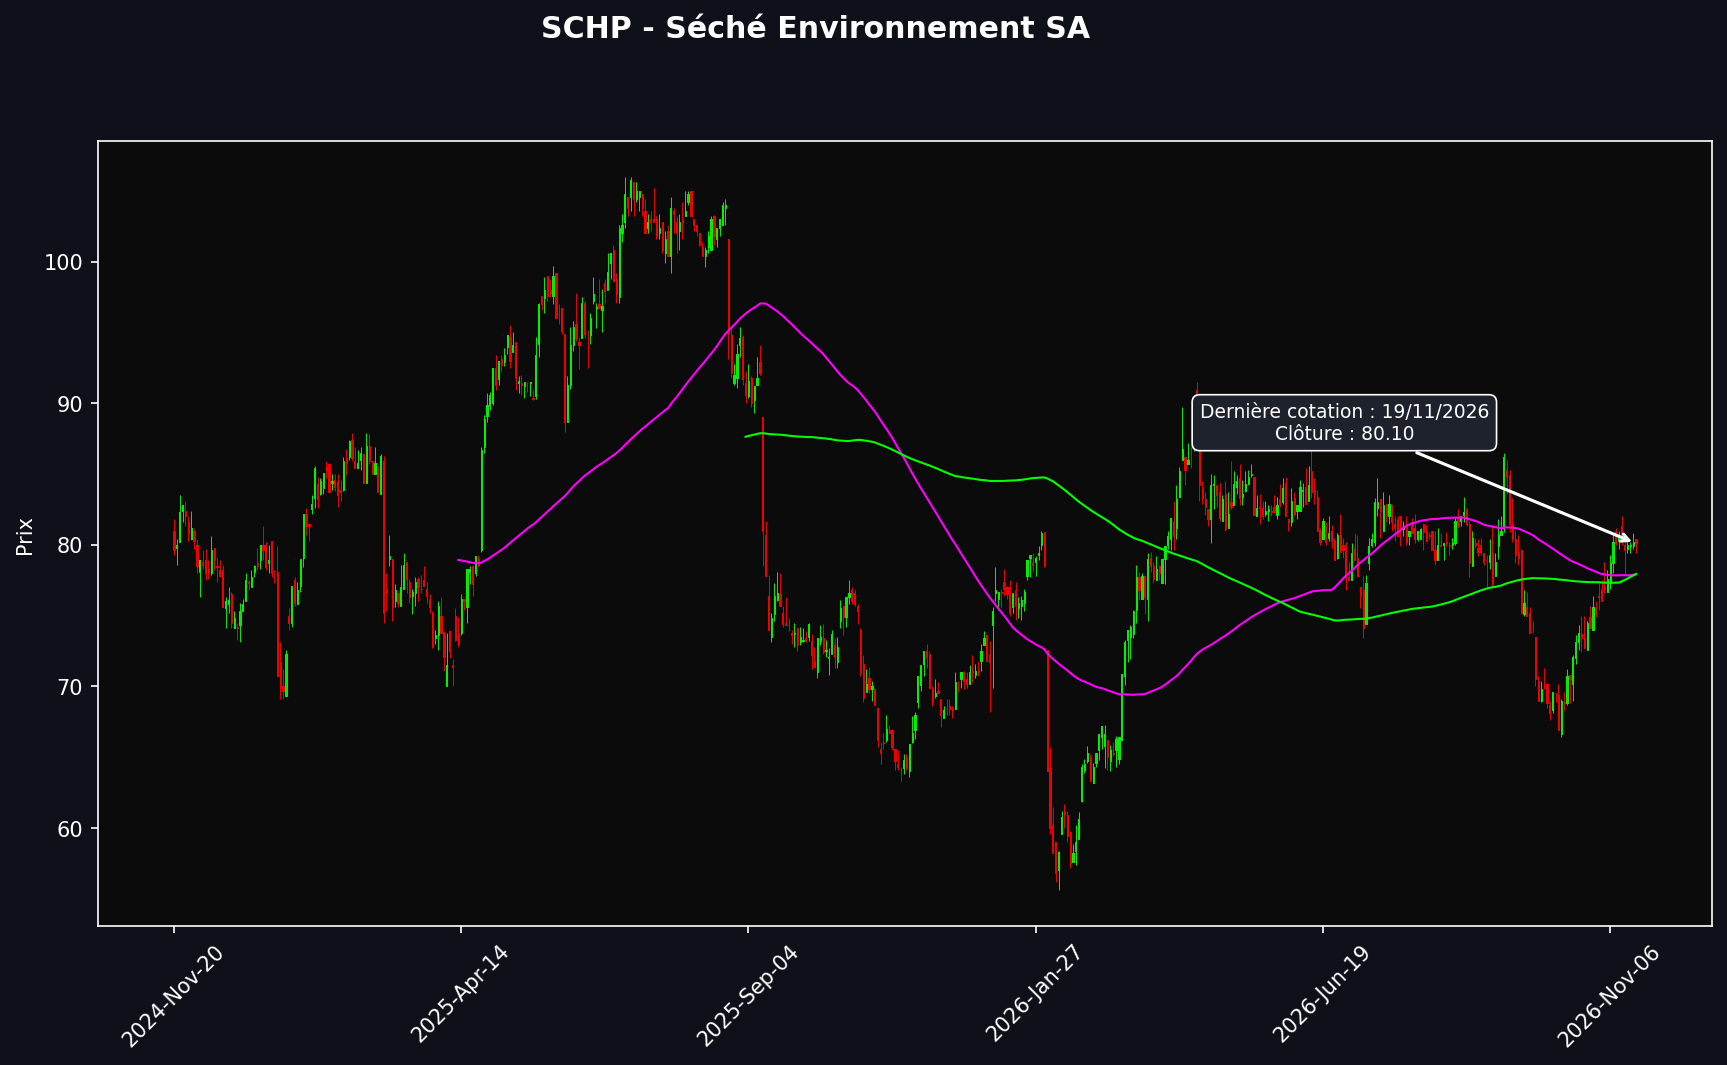 SCHP - Séché Environnement SA
Prix
100
90
80
70
60
Dernière cotation : 19/11/2026
Clôture : 80.10
2024-Nov-20
2025-Apr-14
2025-Sep-04
2026-Jan-27
2026-Jun-19
2026-Nov-06